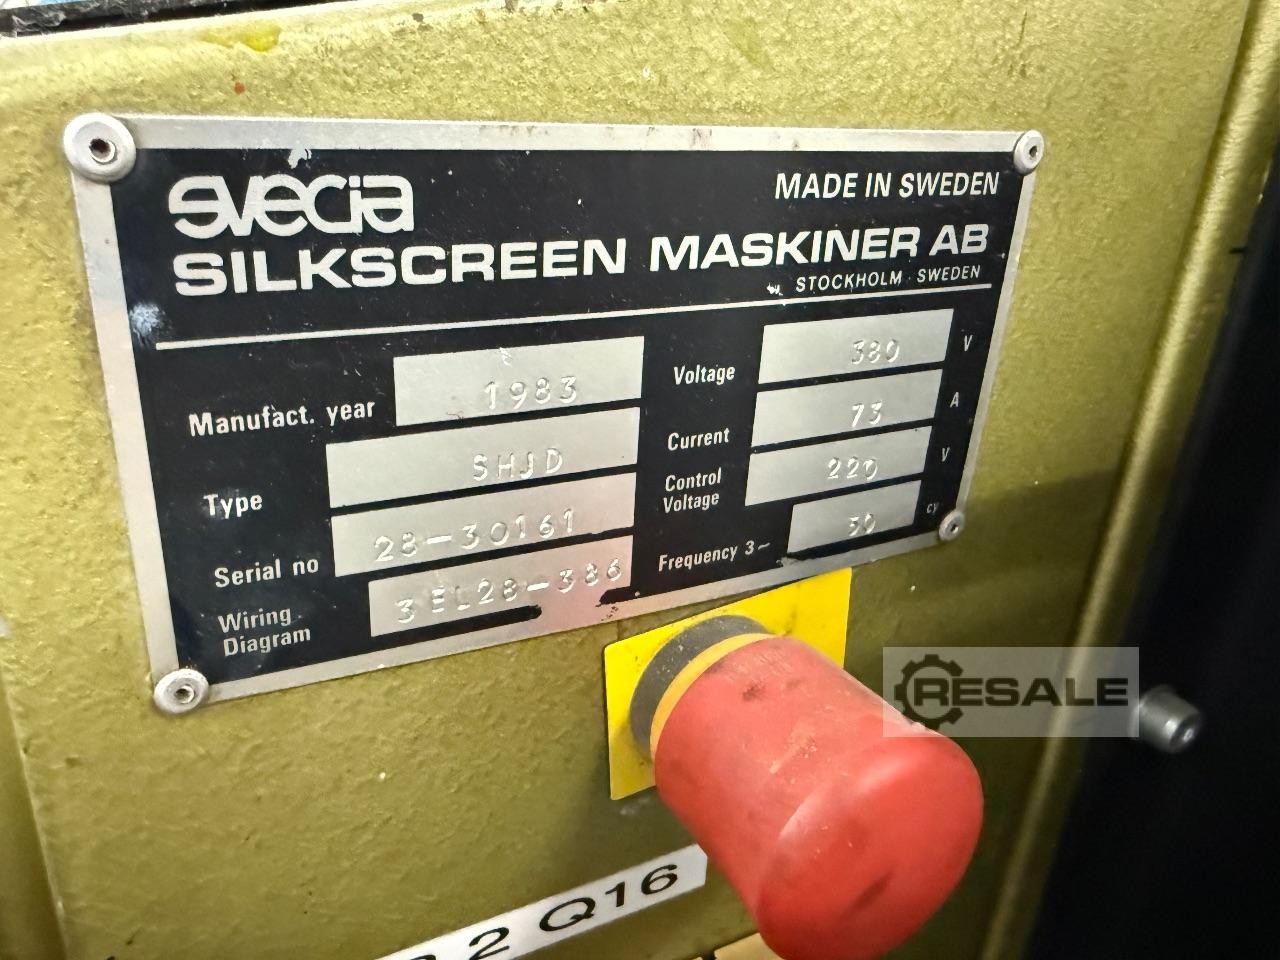 svecia
MADE IN SWEDEN
SILKSCREEN MASKINER AB
STOCKHOLM · SWEDEN
Manufact. year 1983
Type SHJD
Serial no 28-30161
Wiring Diagram 3EL28-386
Voltage 380 V
Current 73 A
Control Voltage 220 V
Frequency 3~ 50 cy
2 Q16
RESALE